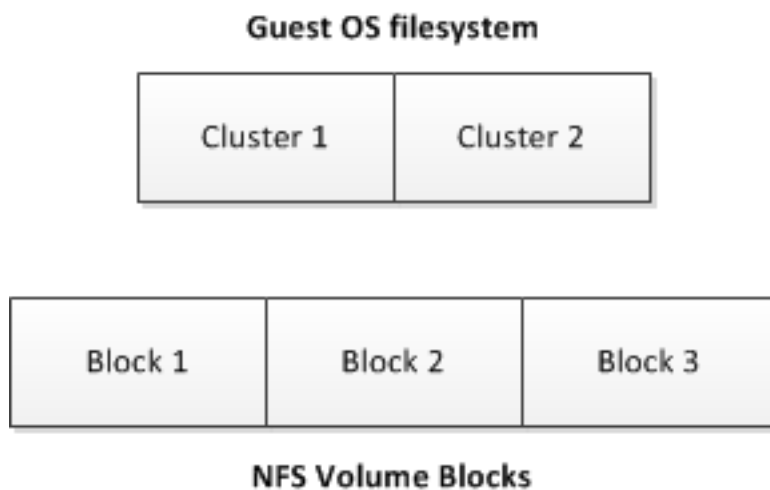 Guest OS filesystem
Cluster 1 Cluster 2
Block 1 Block 2 Block 3
NFS Volume Blocks